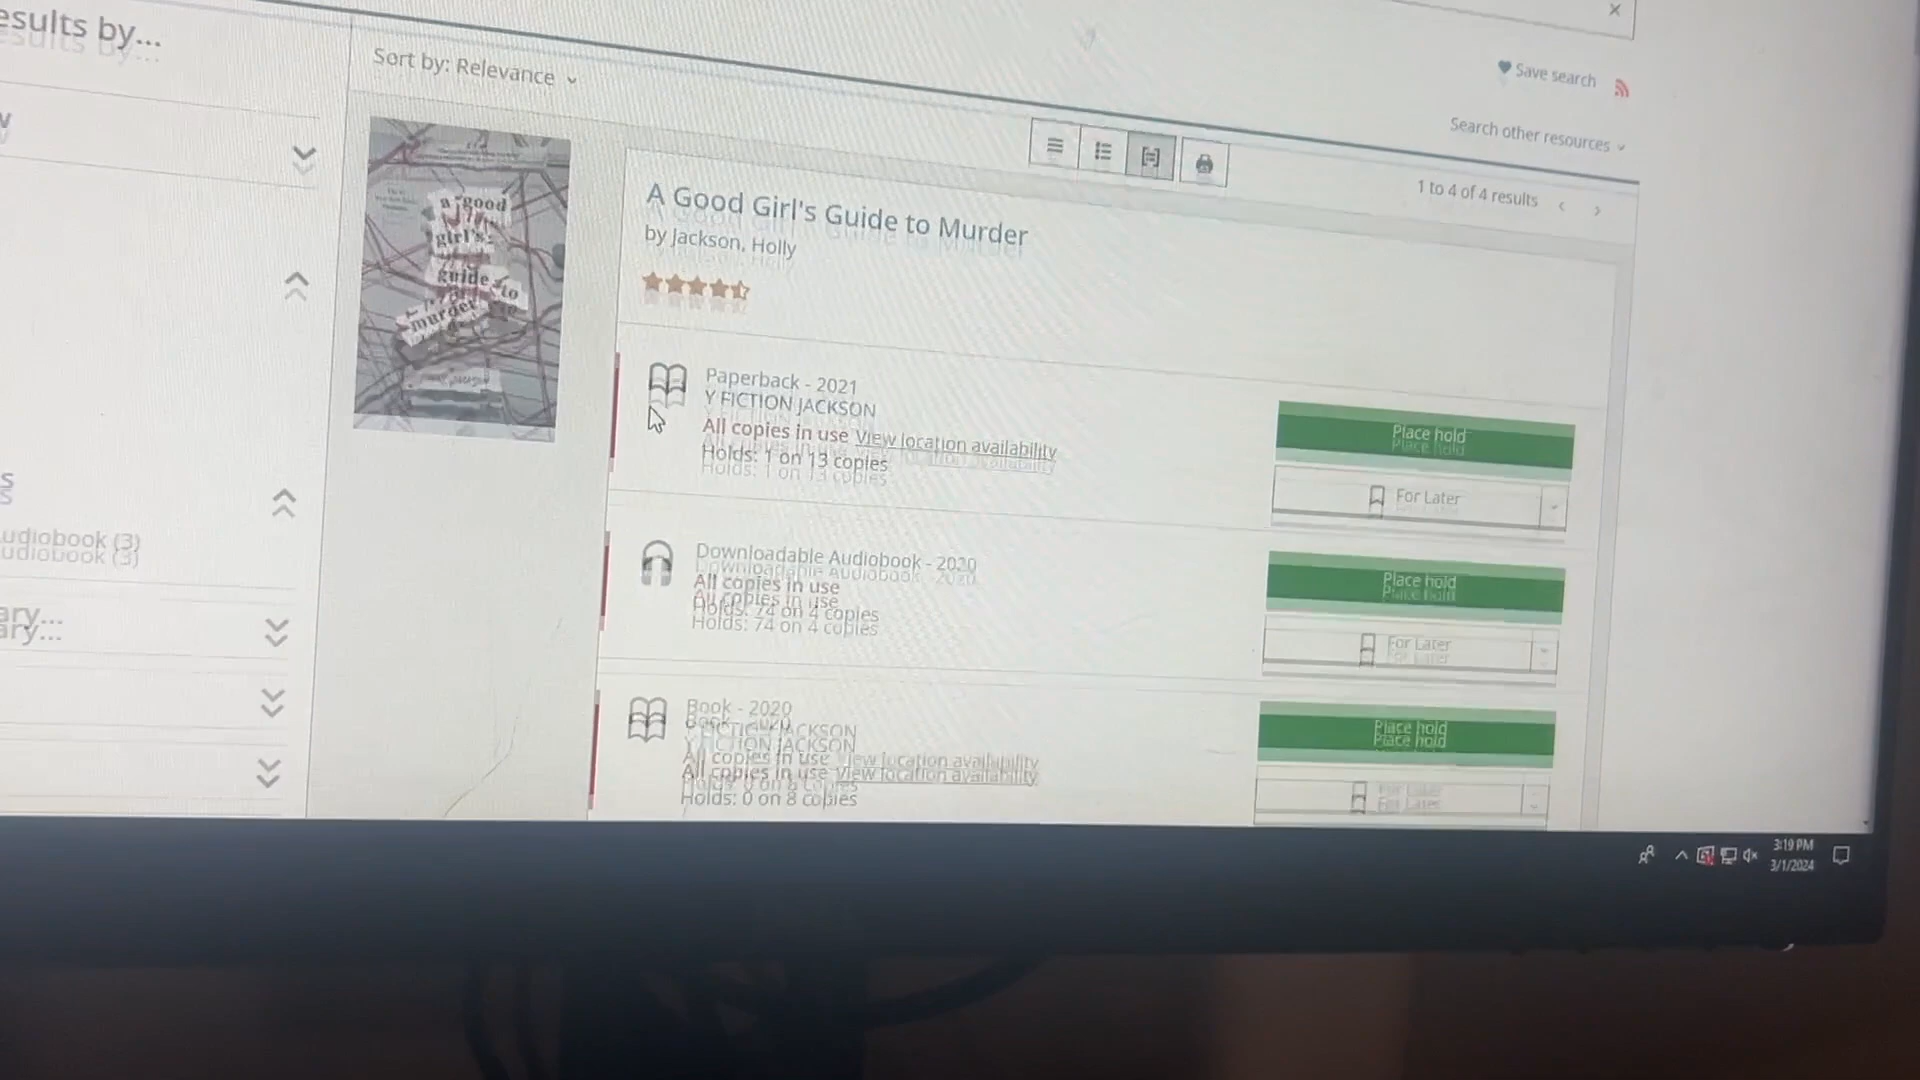 esults by...
Sort by: Relevance
Save search
Search other resources
1 to 4 of 4 results
a good
girl's
guide to
murder
A Good Girl's Guide to Murder
by Jackson, Holly
Paperback - 2021
Y FICTION JACKSON
All copies in use View location availability
Holds: 1 on 13 copies
Place hold
For Later
Downloadable Audiobook - 2020
All copies in use
Holds: 74 on 4 copies
Place hold
For Later
Book - 2020
Y FICTION JACKSON
All copies in use View location availability
Holds: 0 on 8 copies
Place hold
For Later
s
udiobook (3)
ary...
3:19 PM
3/1/2024